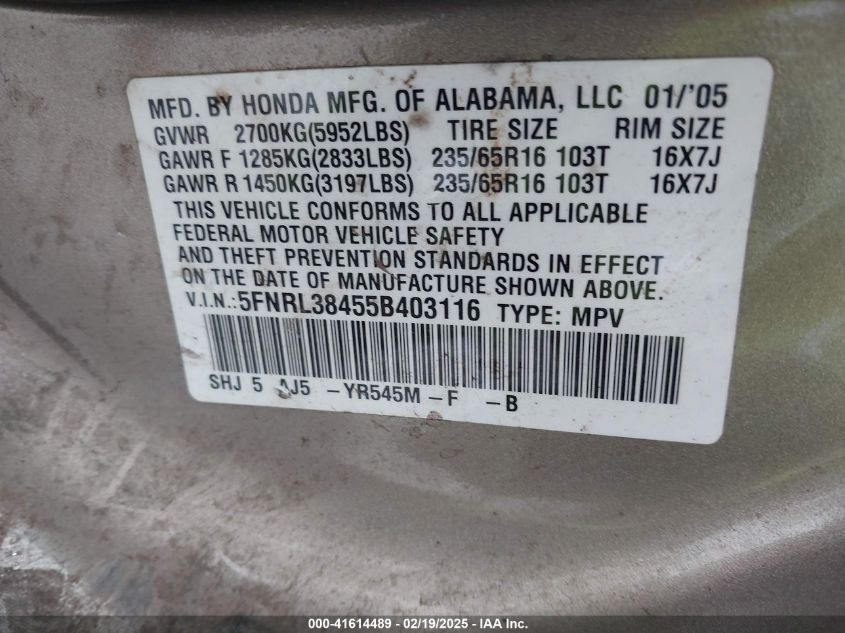 MFD. BY HONDA MFG. OF ALABAMA, LLC 01/'05
GVWR 2700KG(5952LBS) TIRE SIZE RIM SIZE
GAWR F 1285KG(2833LBS) 235/65R16 103T 16X7J
GAWR R 1450KG(3197LBS) 235/65R16 103T 16X7J
THIS VEHICLE CONFORMS TO ALL APPLICABLE
FEDERAL MOTOR VEHICLE SAFETY
AND THEFT PREVENTION STANDARDS IN EFFECT
ON THE DATE OF MANUFACTURE SHOWN ABOVE.
V.I.N.:5FNRL38455B403116 TYPE: MPV
SHJ 5 AJ5 -YR545M -F -B
000-41614489 - 02/19/2025 - IAA Inc.